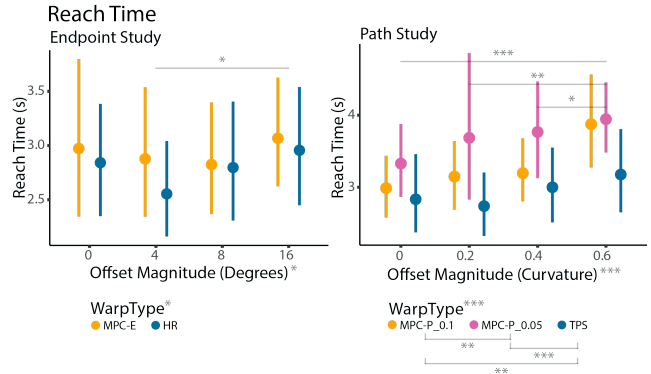 Reach Time
Endpoint Study
*
3.5
3.0
2.5
Reach Time (s)
0 4 8 16
Offset Magnitude (Degrees)*
WarpType*
MPC-E HR
Path Study
***
**
*
4
3
Reach Time (s)
0 0.2 0.4 0.6
Offset Magnitude (Curvature)***
WarpType***
MPC-P_0.1 MPC-P_0.05 TPS
**
***
**